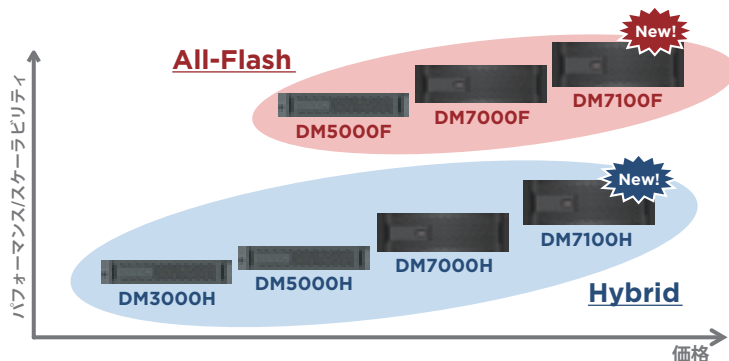 New!
All-Flash
DM7100F
DM7000F
DM5000F
パフォーマンス/スケーラビリティ
New!
DM7100H
DM7000H
DM5000H
DM3000H
Hybrid
価格